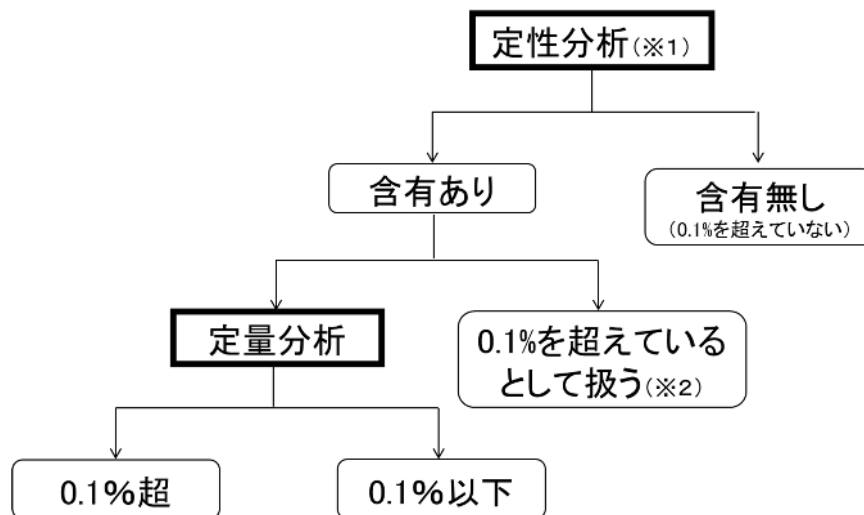 定性分析(※1)
含有あり
含有無し
(0.1%を超えていない)
定量分析
0.1%を超えている
として扱う(※2)
0.1%超
0.1%以下